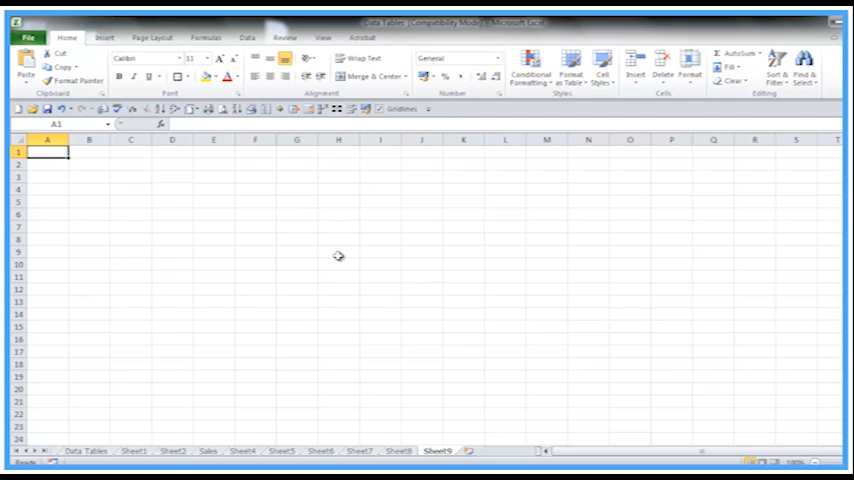 Data Tables [Compatibility Mode] - Microsoft Excel
File Home Insert Page Layout Formulas Data Review View Acrobat
Cut
Calibri 11 A A Wrap Text General Σ AutoSum
Copy Fill
Paste Format Painter B I U A Merge & Center % , Conditional Formatting Format as Table Cell Styles Insert Delete Format Clear Sort & Filter Find & Select
Clipboard Font Alignment Number Styles Cells Editing
Gridlines
A1 fx
A B C D E F G H I J K L M N O P Q R S T
1
2
3
4
5
6
7
8
9
10
11
12
13
14
15
16
17
18
19
20
21
22
23
24
Data Tables Sheet1 Sheet2 Sales Sheet4 Sheet5 Sheet6 Sheet7 Sheet8 Sheet9
Ready 100%